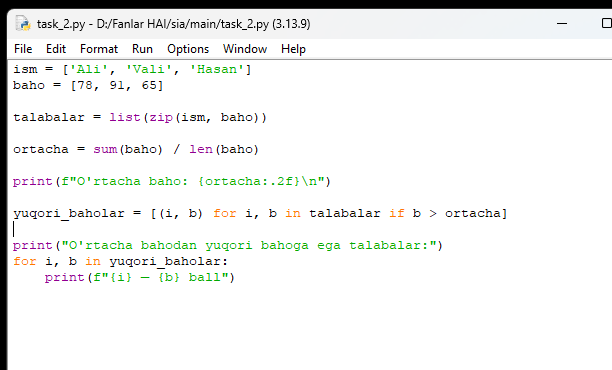 task_2.py - D:/Fanlar HAI/sia/main/task_2.py (3.13.9)
File Edit Format Run Options Window Help
ism = ['Ali', 'Vali', 'Hasan']
baho = [78, 91, 65]
talabalar = list(zip(ism, baho))
ortacha = sum(baho) / len(baho)
print(f"O'rtacha baho: {ortacha:.2f}\n")
yuqori_baholar = [(i, b) for i, b in talabalar if b > ortacha]
print("O'rtacha bahodan yuqori bahoga ega talabalar:")
for i, b in yuqori_baholar:
    print(f"{i} — {b} ball")